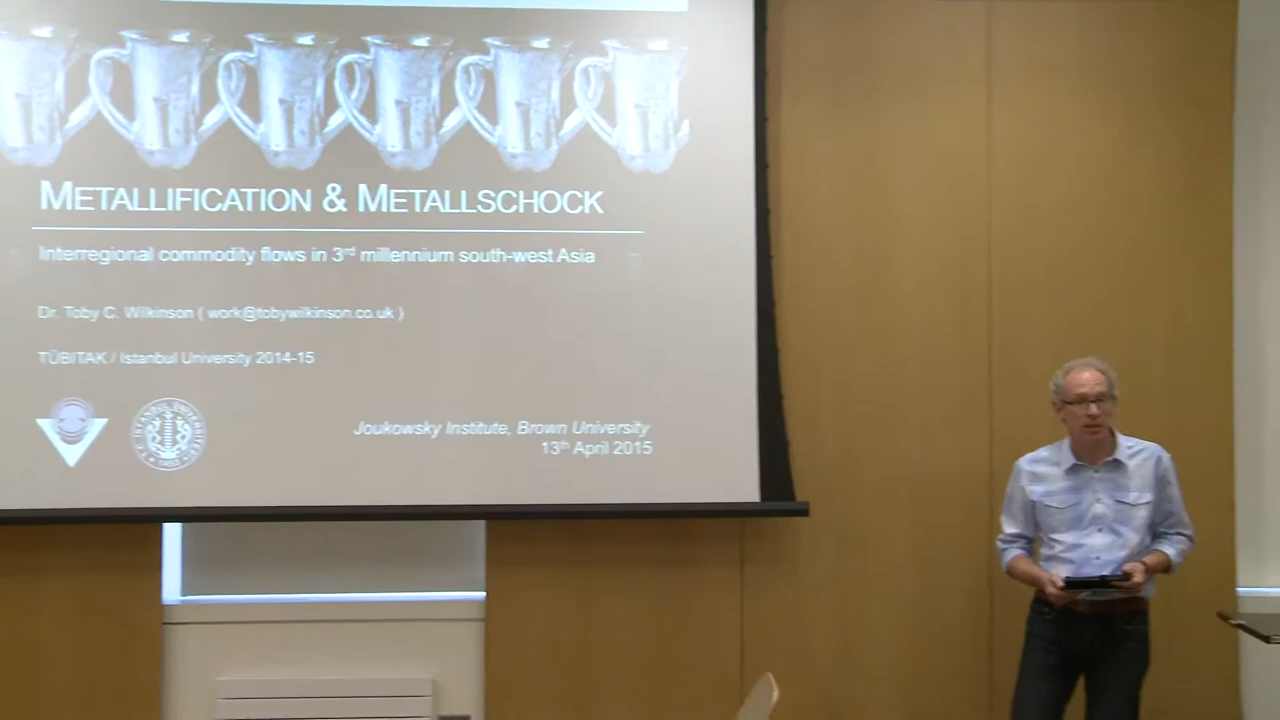 METALLIFICATION & METALLSCHOCK
Interregional commodity flows in 3rd millennium south-west Asia
Dr. Toby C. Wilkinson ( work@tobywilkinson.co.uk )
TÜBITAK / Istanbul University 2014-15
Joukowsky Institute, Brown University
13th April 2015